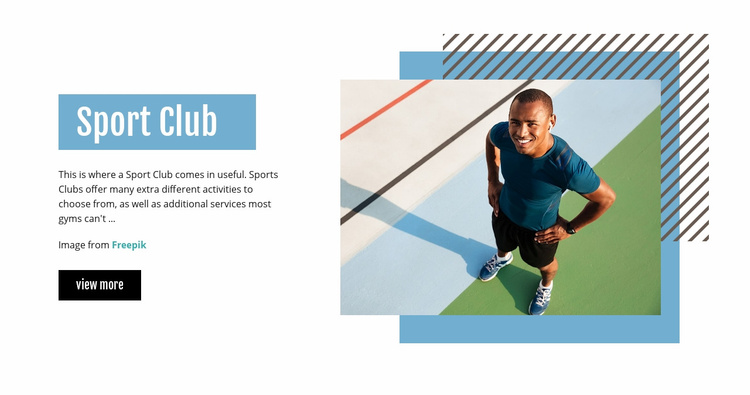 Sport Club
This is where a Sport Club comes in useful. Sports
Clubs offer many extra different activities to
choose from, as well as additional services most
gyms can't ...
Image from Freepik
view more